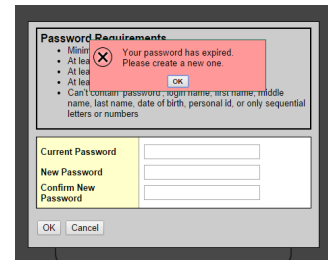 Password Requirements
Minim
At lea
At lea
At lea
Can't contain "password", login name, first name, middle
name, last name, date of birth, personal id, or only sequential
letters or numbers
Your password has expired.
Please create a new one.
OK
Current Password
New Password
Confirm New
Password
OK Cancel